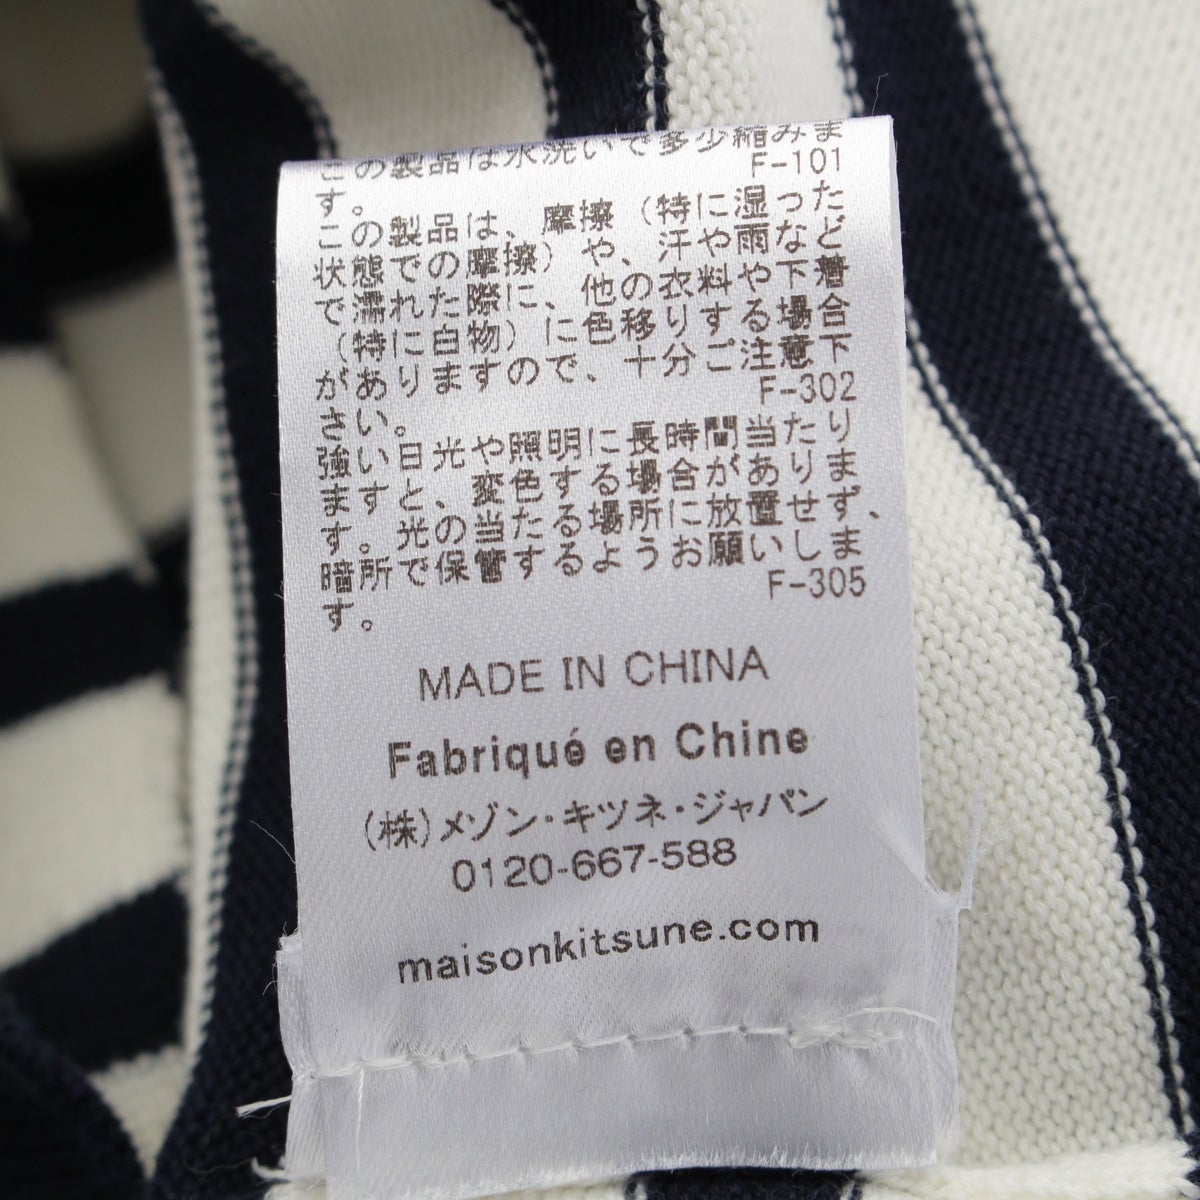 この製品は水洗いで多少縮みま
す。 F-101
この製品は、摩擦（特に湿った
状態での摩擦）や、汗や雨など
で濡れた際に、他の衣料や下着
（特に白物）に色移りする場合
がありますので、十分ご注意下
さい。 F-302
強い日光や照明に長時間当たり
ますと、変色する場合がありま
す。光の当たる場所に放置せず、
暗所で保管するようお願いしま
す。 F-305
MADE IN CHINA
Fabriqué en Chine
(株)メゾン・キツネ・ジャパン
0120-667-588
maisonkitsune.com